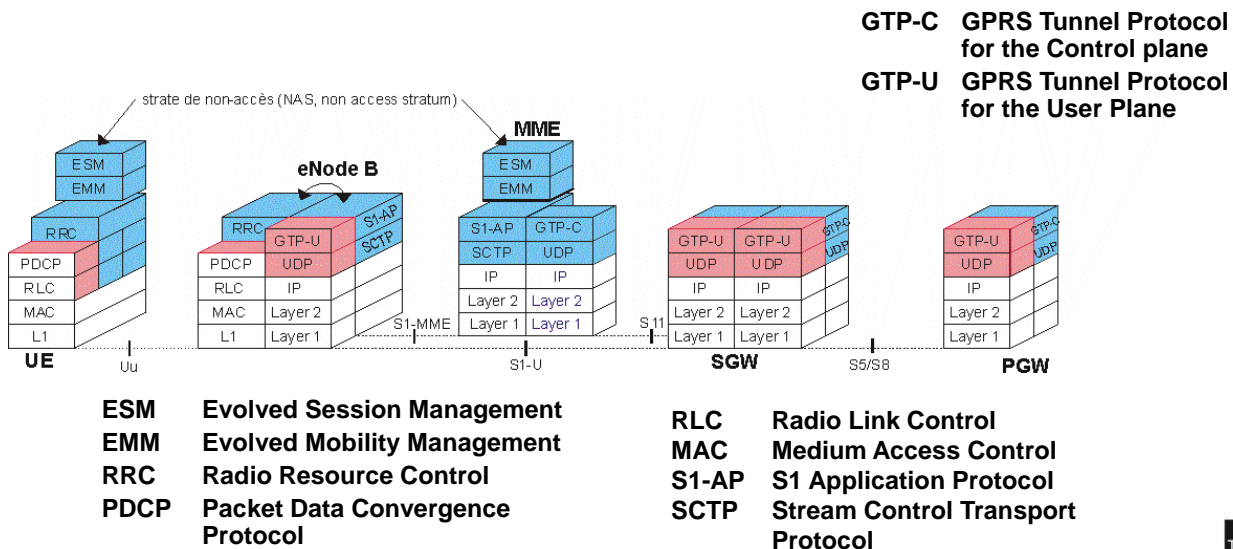 GTP-C GPRS Tunnel Protocol
for the Control plane
GTP-U GPRS Tunnel Protocol
for the User Plane
strate de non-accès (NAS, non access stratum)
MME
ESM
EMM
eNode B
ESM
EMM
RRC
RRC
S1-AP
SCTP
GTP-U
S1-AP GTP-C
GTP-U GTP-U GTP-C
GTP-U GTP-C
PDCP
PDCP UDP
SCTP UDP
UDP UDP UDP
UDP UDP
RLC
RLC IP
IP IP
IP IP
IP
MAC
MAC Layer 2
Layer 2 Layer 2
Layer 2 Layer 2
Layer 2
L1
L1 Layer 1
S1-MME
Layer 1 Layer 1
S11
Layer 1 Layer 1
Layer 1
UE
Uu
S1-U
SGW
S5/S8
PGW
ESM Evolved Session Management
EMM Evolved Mobility Management
RRC Radio Resource Control
PDCP Packet Data Convergence
Protocol
RLC Radio Link Control
MAC Medium Access Control
S1-AP S1 Application Protocol
SCTP Stream Control Transport
Protocol